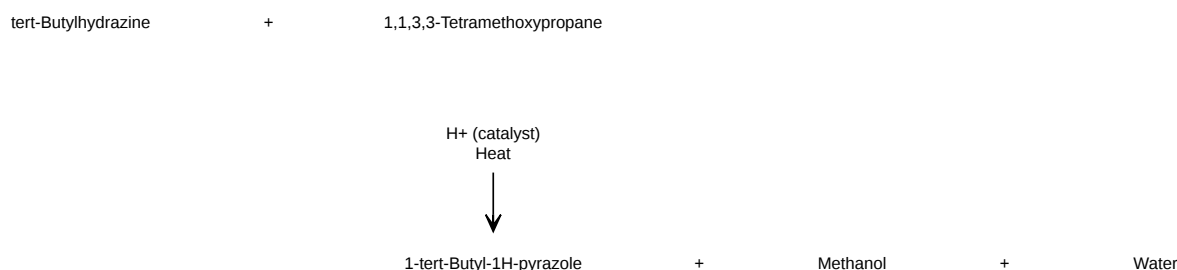 tert-Butylhydrazine + 1,1,3,3-Tetramethoxypropane
H+ (catalyst)
Heat
1-tert-Butyl-1H-pyrazole + Methanol + Water